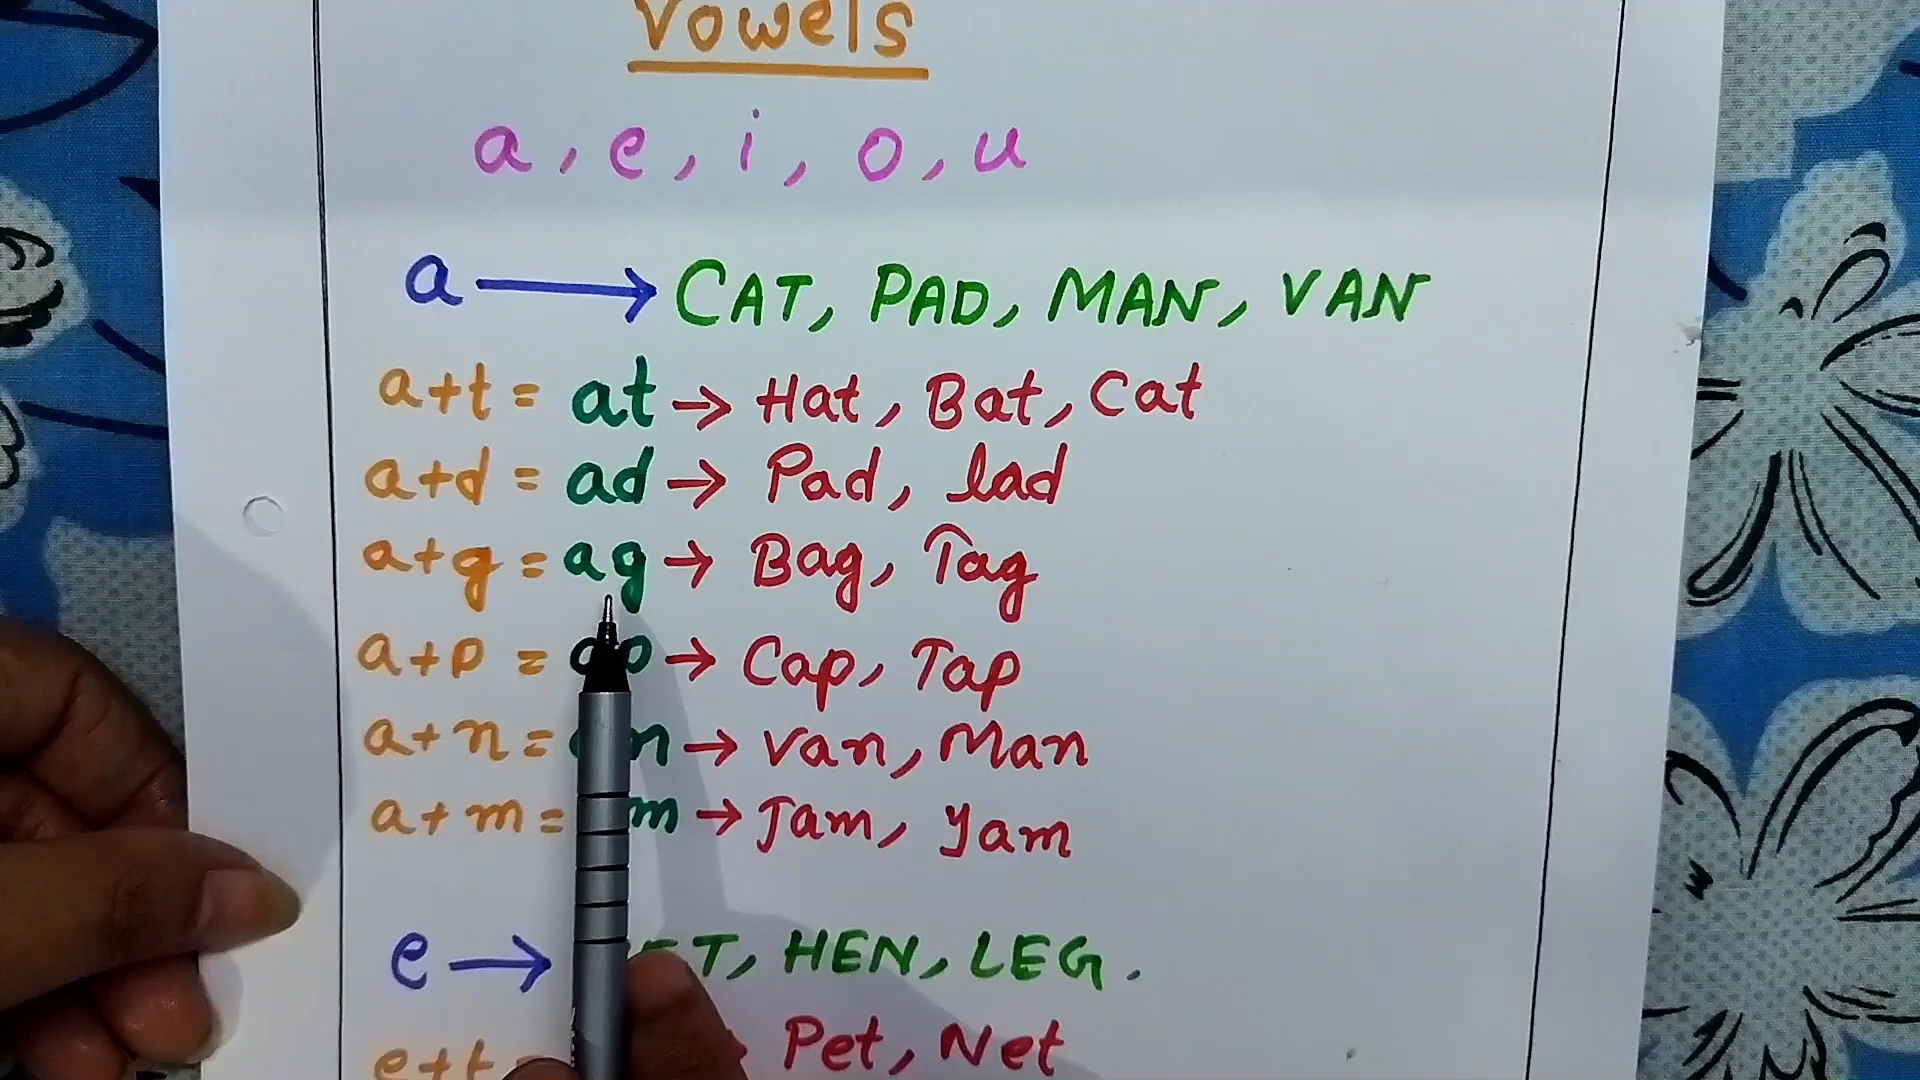 Vowels
a, e, i, o, u
a → CAT, PAD, MAN, VAN
a+t = at → Hat, Bat, Cat
a+d = ad → Pad, lad
a+g = ag → Bag, Tag
a+p = → Cap, Tap
a+n = → Van, Man
a+m = → Jam, Yam
e → HEN, LEG.
e+t = Pet, Net